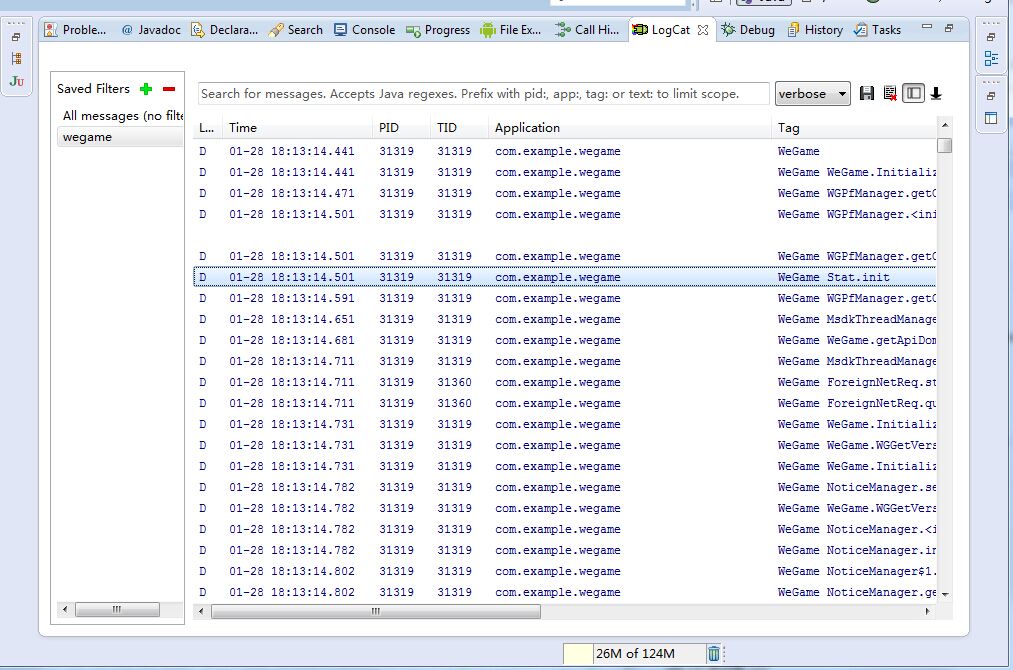 Proble... @ Javadoc Declara... Search Console Progress File Ex... Call Hi... LogCat Debug History Tasks
JU
Saved Filters
All messages (no filte
wegame
Search for messages. Accepts Java regexes. Prefix with pid:, app:, tag: or text: to limit scope. verbose
L... Time PID TID Application Tag
D 01-28 18:13:14.441 31319 31319 com.example.wegame WeGame
D 01-28 18:13:14.441 31319 31319 com.example.wegame WeGame WeGame.Initializ
D 01-28 18:13:14.471 31319 31319 com.example.wegame WeGame WGPfManager.getG
D 01-28 18:13:14.501 31319 31319 com.example.wegame WeGame WGPfManager.<ini
D 01-28 18:13:14.501 31319 31319 com.example.wegame WeGame WGPfManager.getG
D 01-28 18:13:14.501 31319 31319 com.example.wegame WeGame Stat.init
D 01-28 18:13:14.591 31319 31319 com.example.wegame WeGame WGPfManager.getG
D 01-28 18:13:14.651 31319 31319 com.example.wegame WeGame MsdkThreadManage
D 01-28 18:13:14.681 31319 31319 com.example.wegame WeGame WeGame.getApiDom
D 01-28 18:13:14.711 31319 31319 com.example.wegame WeGame MsdkThreadManage
D 01-28 18:13:14.711 31319 31360 com.example.wegame WeGame ForeignNetReq.st
D 01-28 18:13:14.711 31319 31360 com.example.wegame WeGame ForeignNetReq.qu
D 01-28 18:13:14.731 31319 31319 com.example.wegame WeGame WeGame.Initializ
D 01-28 18:13:14.731 31319 31319 com.example.wegame WeGame WeGame.WGGetVers
D 01-28 18:13:14.731 31319 31319 com.example.wegame WeGame WeGame.Initializ
D 01-28 18:13:14.782 31319 31319 com.example.wegame WeGame NoticeManager.se
D 01-28 18:13:14.782 31319 31319 com.example.wegame WeGame WeGame.WGGetVers
D 01-28 18:13:14.782 31319 31319 com.example.wegame WeGame NoticeManager.<i
D 01-28 18:13:14.782 31319 31319 com.example.wegame WeGame NoticeManager.in
D 01-28 18:13:14.802 31319 31319 com.example.wegame WeGame NoticeManager$1.
D 01-28 18:13:14.802 31319 31319 com.example.wegame WeGame NoticeManager.ge
26M of 124M